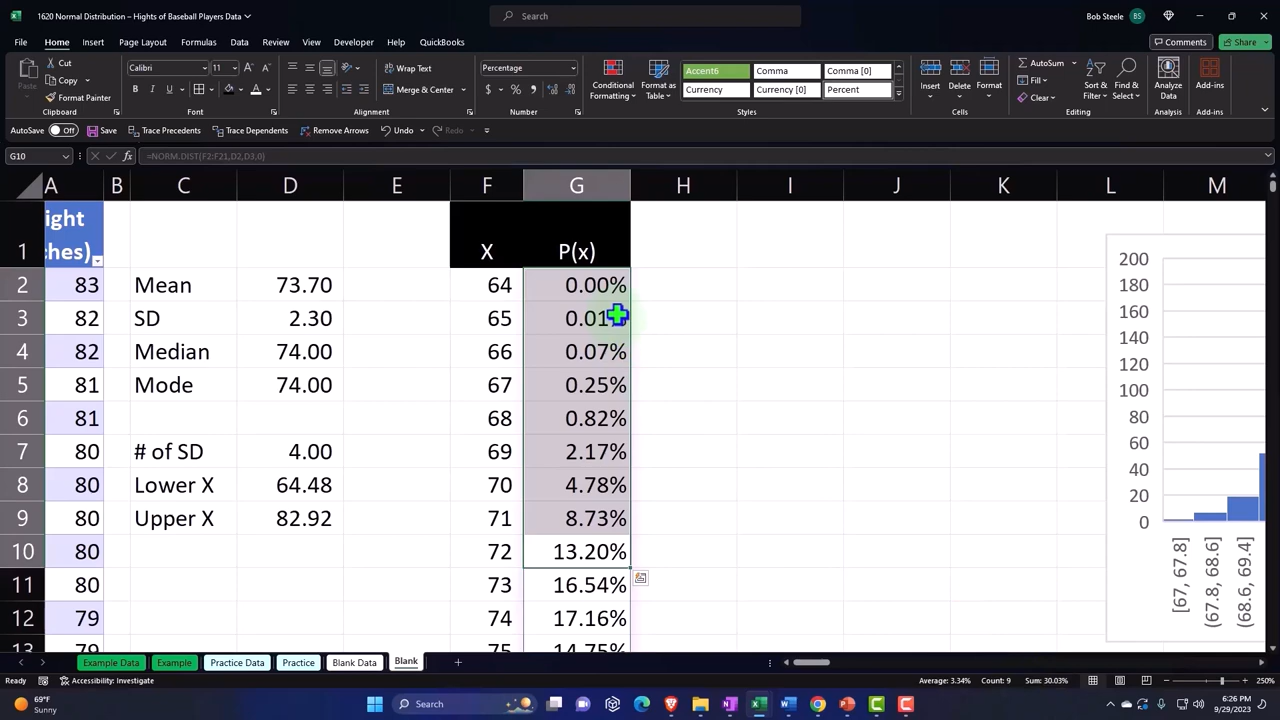 1620 Normal Distribution – Hights of Baseball Players Data
Search
Bob Steele BS
File Home Insert Page Layout Formulas Data Review View Developer Help QuickBooks Comments Share
Paste Cut Copy Format Painter Clipboard
Calibri 11 Font
Wrap Text Merge & Center Alignment
Percentage Number
Conditional Formatting Format as Table
Accent6 Comma Comma [0]
Currency Currency [0] Percent
Styles
Insert Delete Format Cells
AutoSum Fill Clear Sort & Filter Find & Select Editing
Analyze Data Analysis
Add-ins Add-ins
AutoSave Off Save Trace Precedents Trace Dependents Remove Arrows Undo Redo
G10 fx =NORM.DIST(F2:F21,D2,D3,0)
A B C D E F G H I J K L M
1 ight ches) X P(x)
2 83 Mean 73.70 64 0.00%
3 82 SD 2.30 65 0.01%
4 82 Median 74.00 66 0.07%
5 81 Mode 74.00 67 0.25%
6 81 68 0.82%
7 80 # of SD 4.00 69 2.17%
8 80 Lower X 64.48 70 4.78%
9 80 Upper X 82.92 71 8.73%
10 80 72 13.20%
11 80 73 16.54%
12 79 74 17.16%
13 79 75 14.75%
200
180
160
140
120
100
80
60
40
20
0
[67, 67.8]
(67.8, 68.6]
(68.6, 69.4]
Example Data Example Practice Data Practice Blank Data Blank
Ready Accessibility: Investigate Average: 3.34% Count: 9 Sum: 30.03% 250%
69°F
Sunny
Search
6:26 PM
9/29/2023